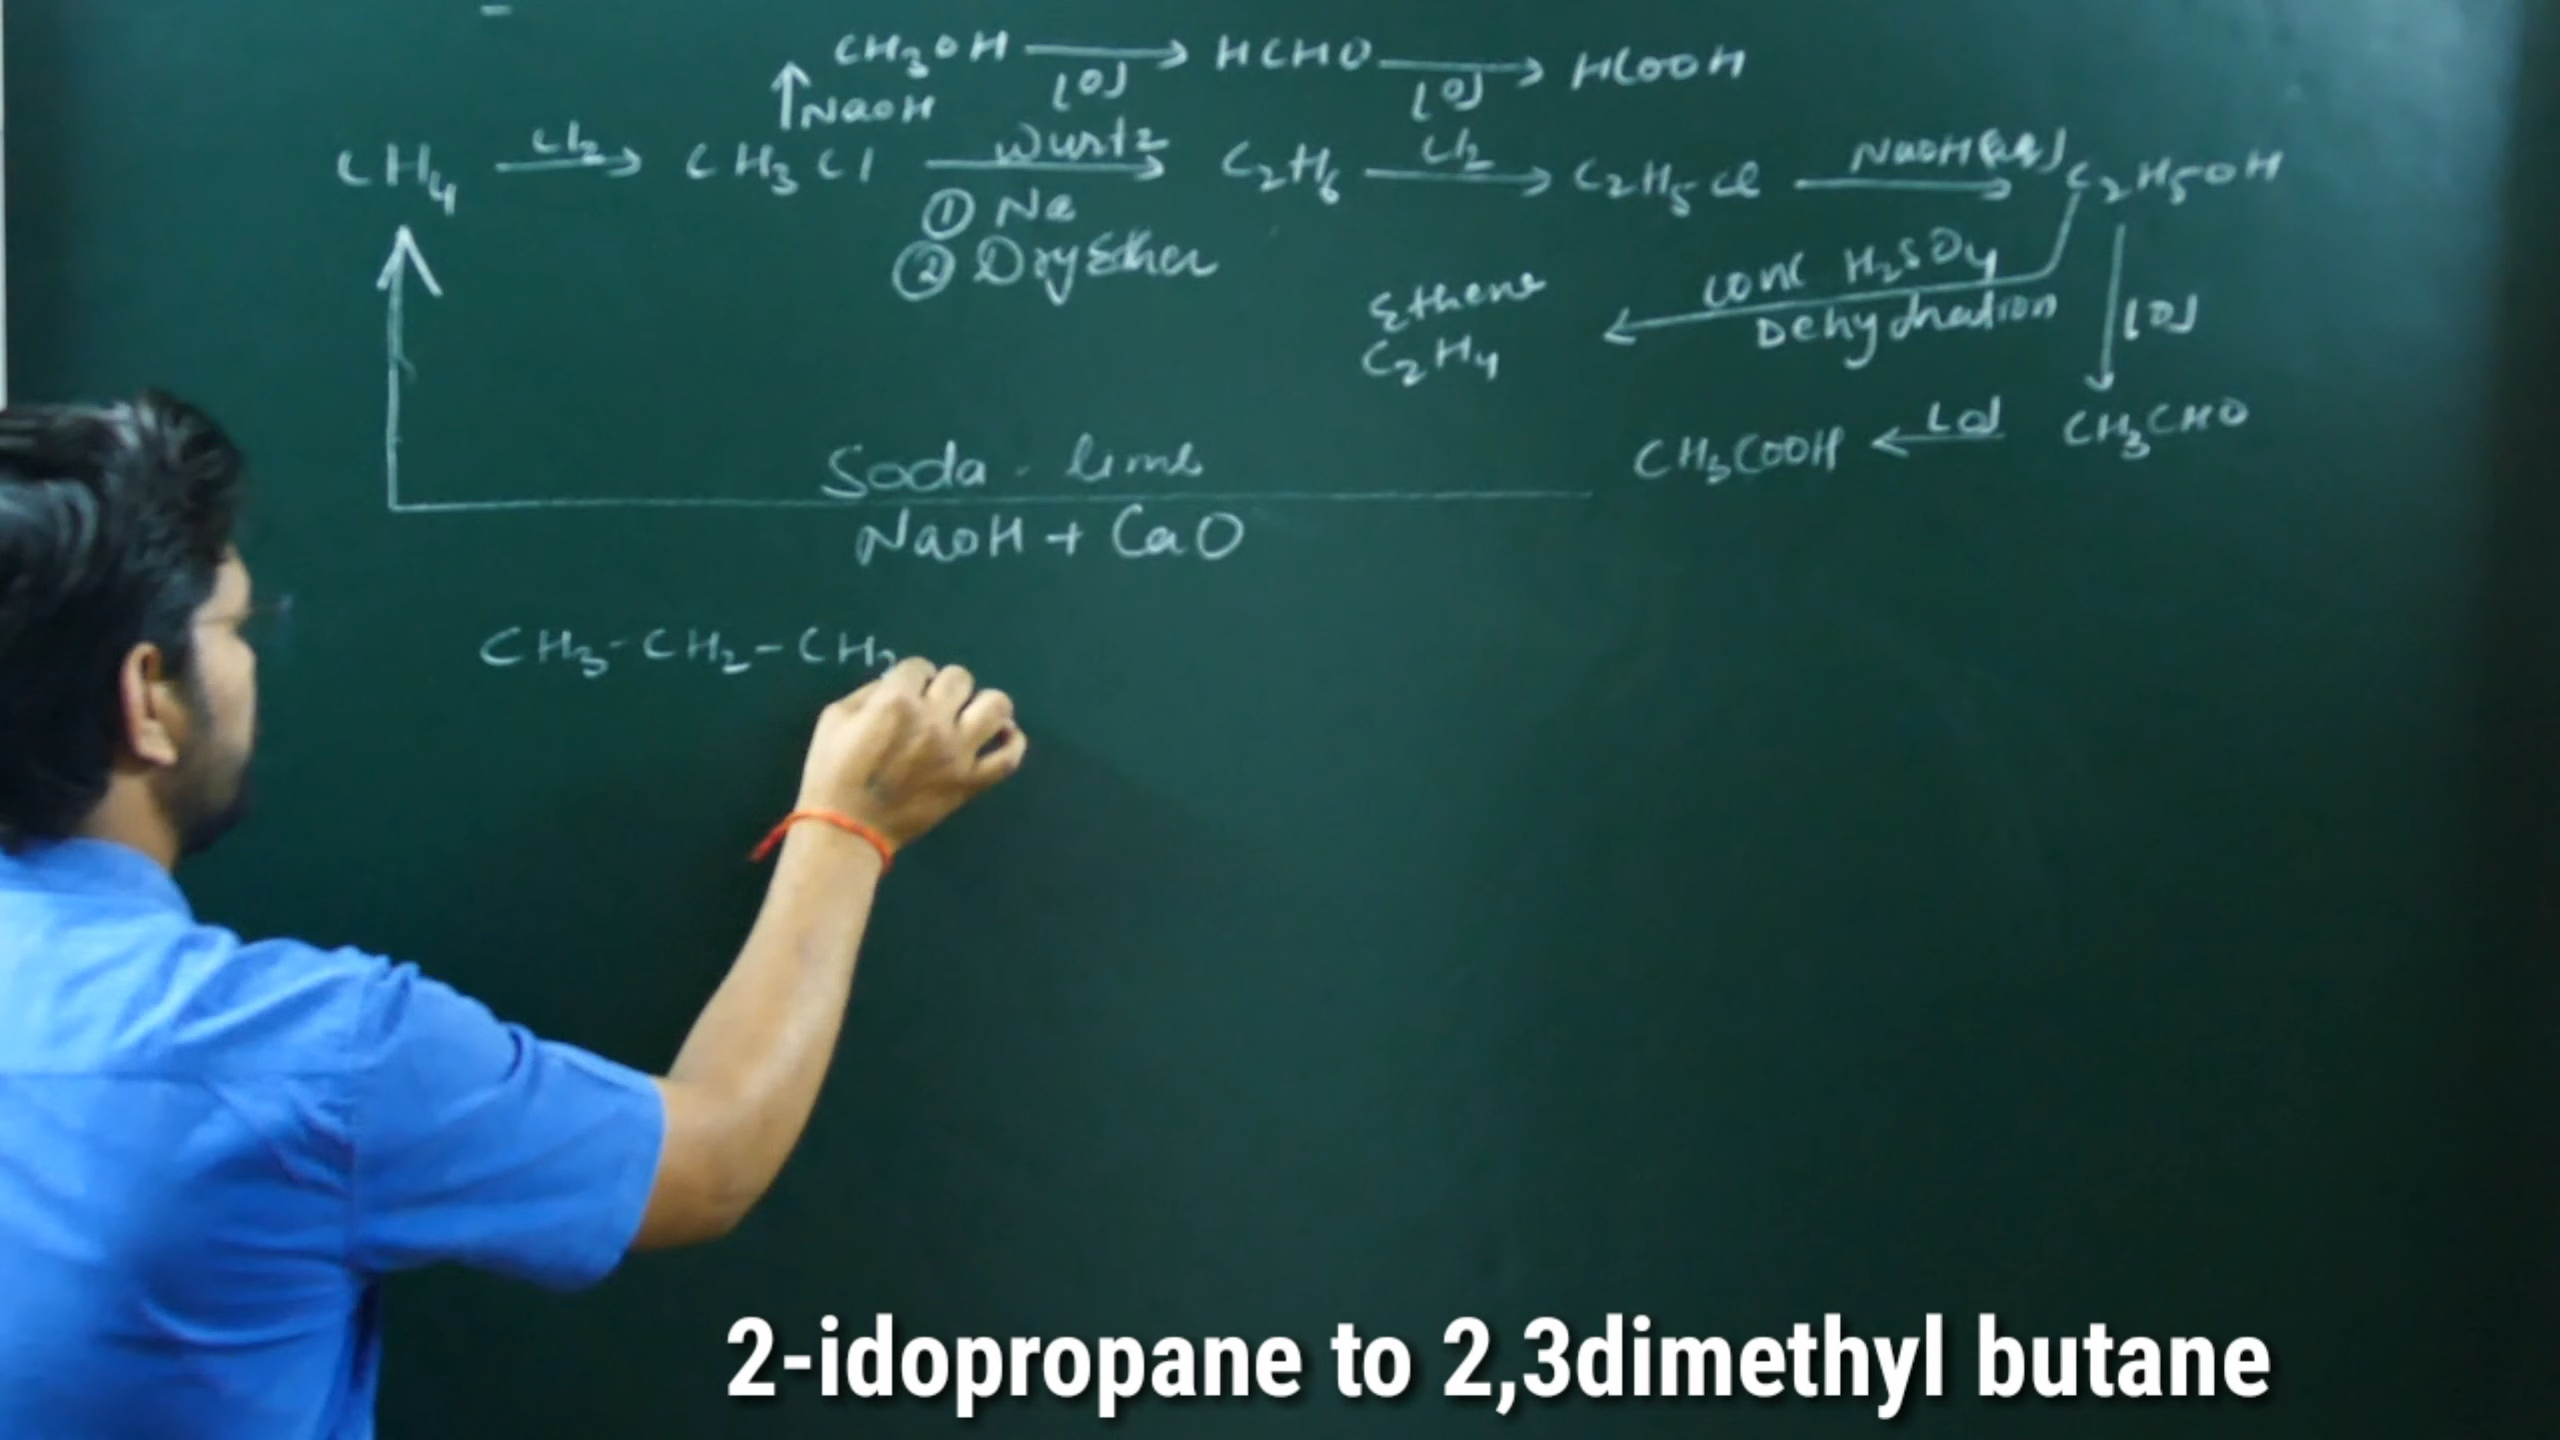 CH3OH → [O] HCHO → [O] HCOOH
↑ NaOH
CH4 → Cl2 CH3Cl → Wurtz C2H6 → Cl2 C2H5Cl → NaOH(aq) C2H5OH
① Na
② Dry Ether
conc H2SO4
Dehydration
Ethene
C2H4
[O]
CH3COOH ← [O] CH3CHO
Soda-lime
NaOH + CaO
CH3-CH2-CH2
2-idopropane to 2,3dimethyl butane